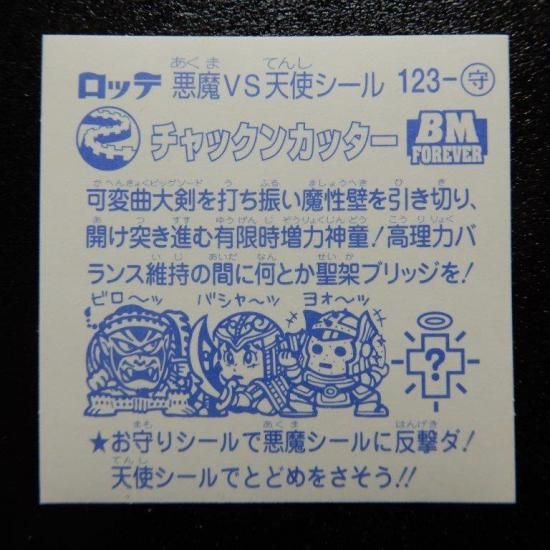 ロッテ 悪魔VS天使シール 123-守
チャックンカッター BM FOREVER
可変曲大剣を打ち振い魔性壁を引き切り、
開け突き進む有限時増力神童!高理力バ
ランス維持の間に何とか聖架ブリッジを!
ビロ〜ッ バシャ〜ッ ヨォ〜ッ
?
★お守りシールで悪魔シールに反撃ダ!
天使シールでとどめをさそう!!